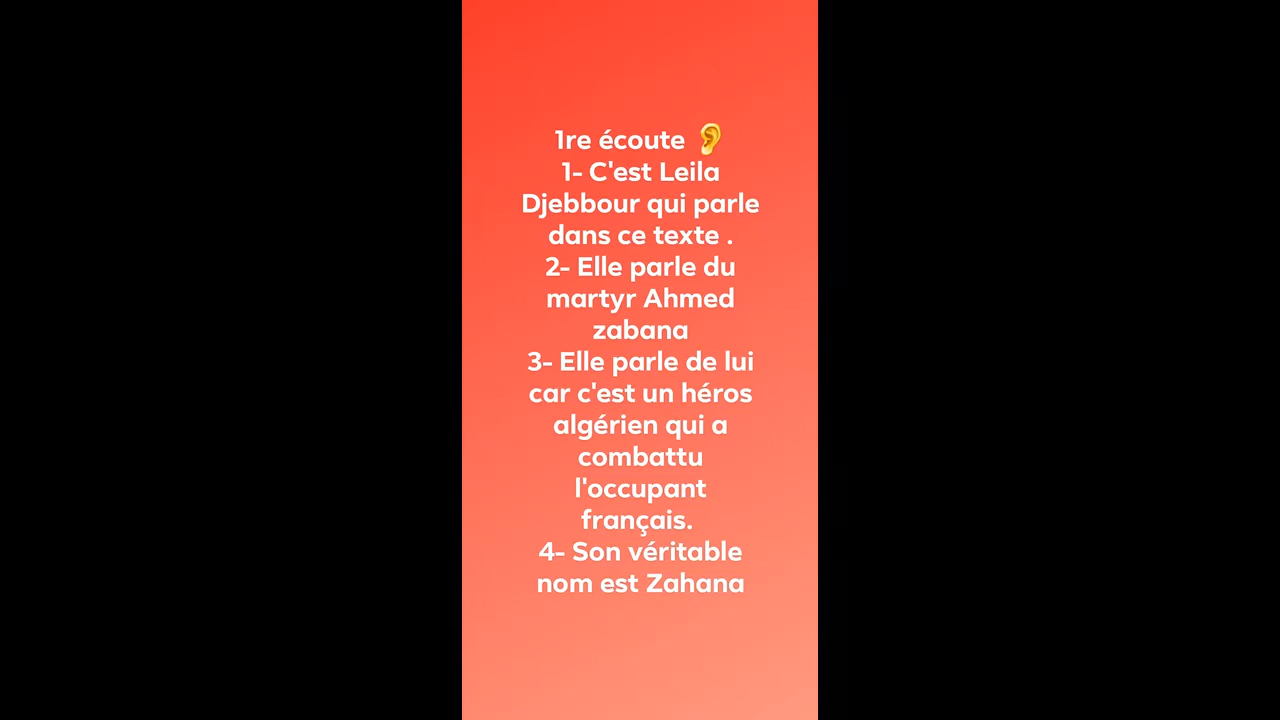 1re écoute 👂
1- C'est Leila
Djebbour qui parle
dans ce texte .
2- Elle parle du
martyr Ahmed
zabana
3- Elle parle de lui
car c'est un héros
algérien qui a
combattu
l'occupant
français.
4- Son véritable
nom est Zahana